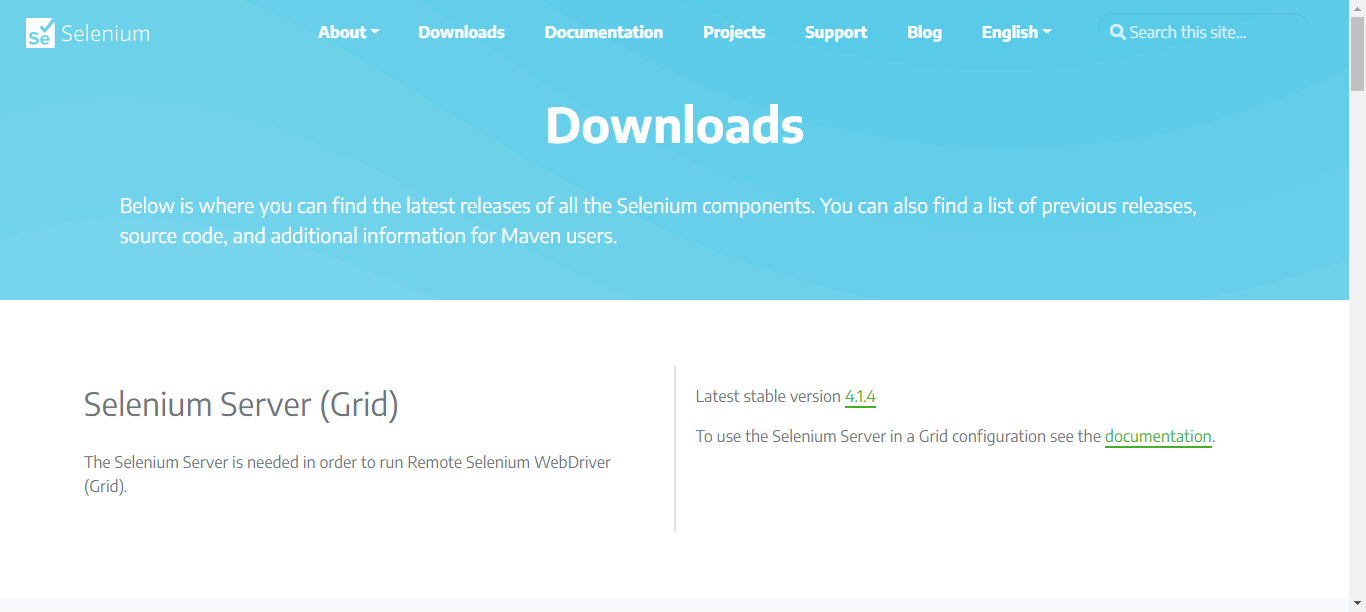 Se Selenium
About Downloads Documentation Projects Support Blog English Search this site...
Downloads
Below is where you can find the latest releases of all the Selenium components. You can also find a list of previous releases,
source code, and additional information for Maven users.
Selenium Server (Grid)
The Selenium Server is needed in order to run Remote Selenium WebDriver
(Grid).
Latest stable version 4.1.4
To use the Selenium Server in a Grid configuration see the documentation.